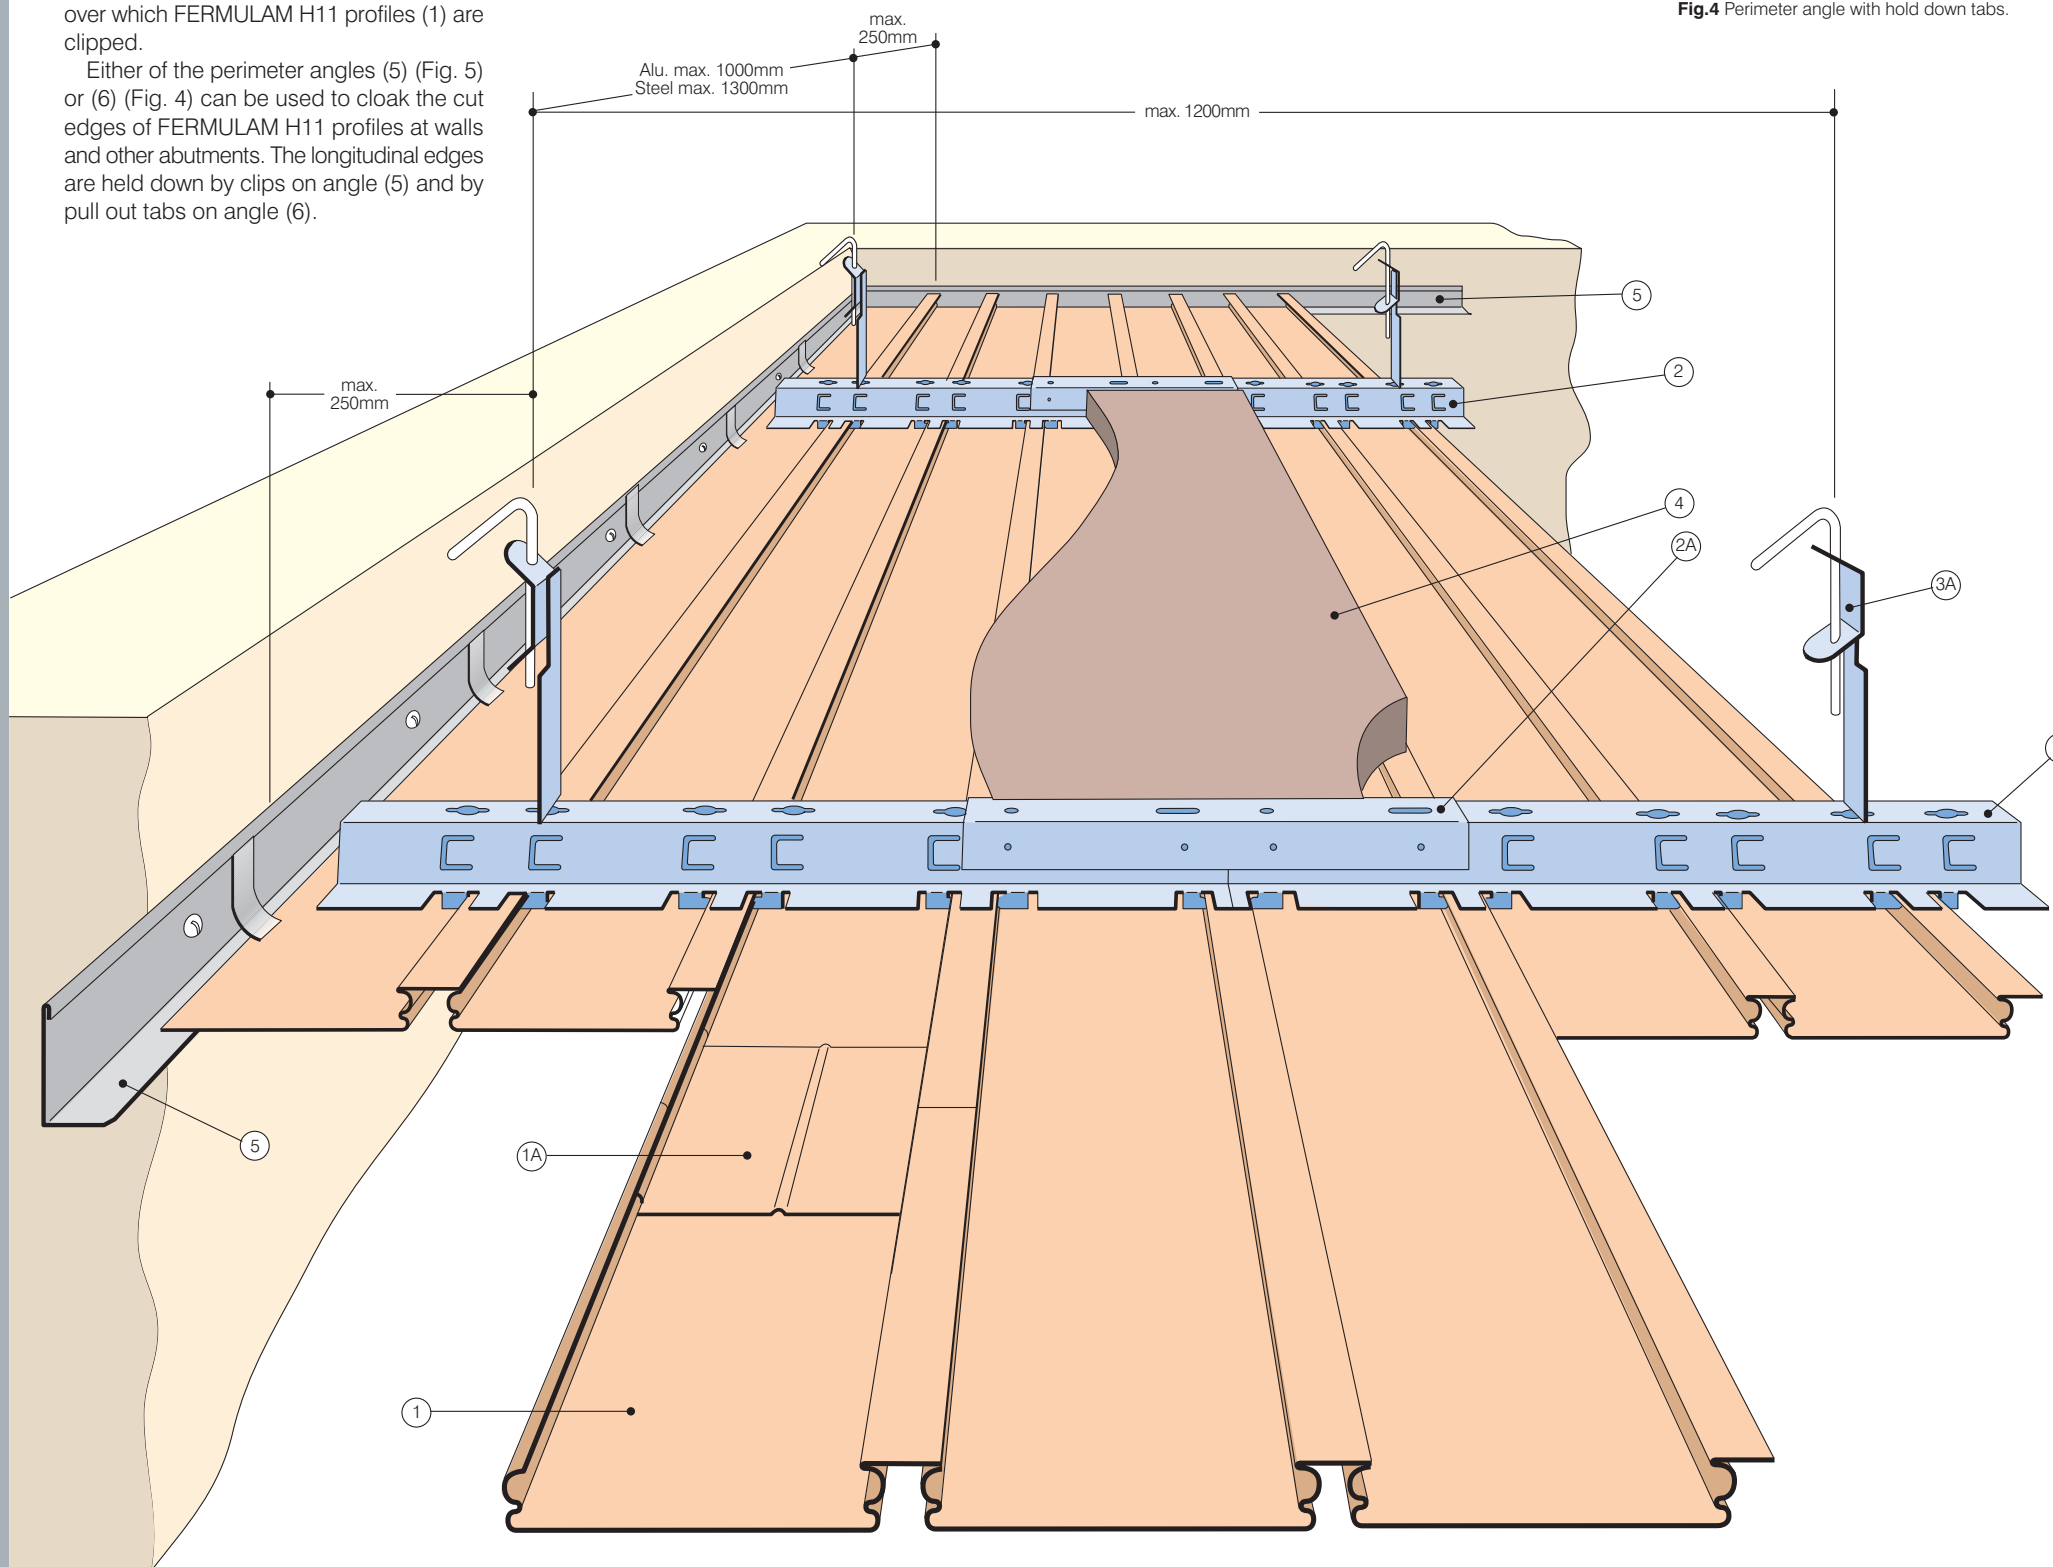 over which FERMULAM H11 profiles (1) are
clipped.
Either of the perimeter angles (5) (Fig. 5)
or (6) (Fig. 4) can be used to cloak the cut
edges of FERMULAM H11 profiles at walls
and other abutments. The longitudinal edges
are held down by clips on angle (5) and by
pull out tabs on angle (6).
Fig.4 Perimeter angle with hold down tabs.
max.
250mm
Alu. max. 1000mm
Steel max. 1300mm
max. 1200mm
5
2
max.
250mm
4
2A
3A
5
1A
1